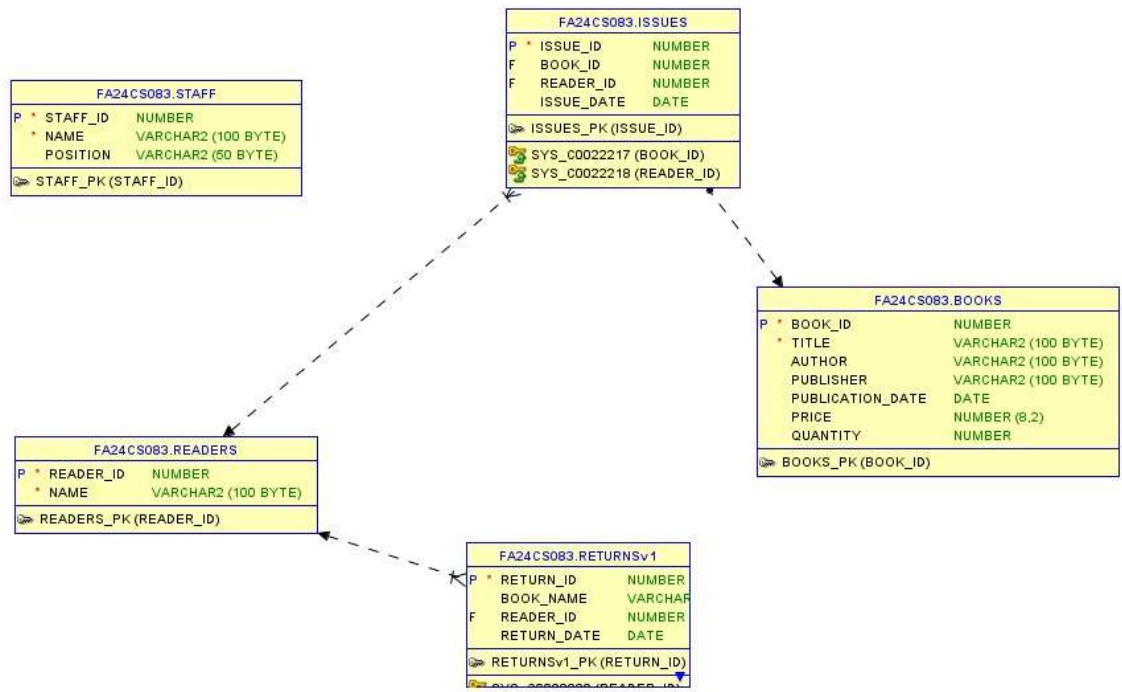 FA24CS083.STAFF
P * STAFF_ID NUMBER
* NAME VARCHAR2 (100 BYTE)
POSITION VARCHAR2 (50 BYTE)
STAFF_PK (STAFF_ID)
FA24CS083.ISSUES
P * ISSUE_ID NUMBER
F BOOK_ID NUMBER
F READER_ID NUMBER
ISSUE_DATE DATE
ISSUES_PK (ISSUE_ID)
SYS_C0022217 (BOOK_ID)
SYS_C0022218 (READER_ID)
FA24CS083.BOOKS
P * BOOK_ID NUMBER
* TITLE VARCHAR2 (100 BYTE)
AUTHOR VARCHAR2 (100 BYTE)
PUBLISHER VARCHAR2 (100 BYTE)
PUBLICATION_DATE DATE
PRICE NUMBER (8,2)
QUANTITY NUMBER
BOOKS_PK (BOOK_ID)
FA24CS083.READERS
P * READER_ID NUMBER
* NAME VARCHAR2 (100 BYTE)
READERS_PK (READER_ID)
FA24CS083.RETURNSv1
P * RETURN_ID NUMBER
BOOK_NAME VARCHAR
F READER_ID NUMBER
RETURN_DATE DATE
RETURNSv1_PK (RETURN_ID)